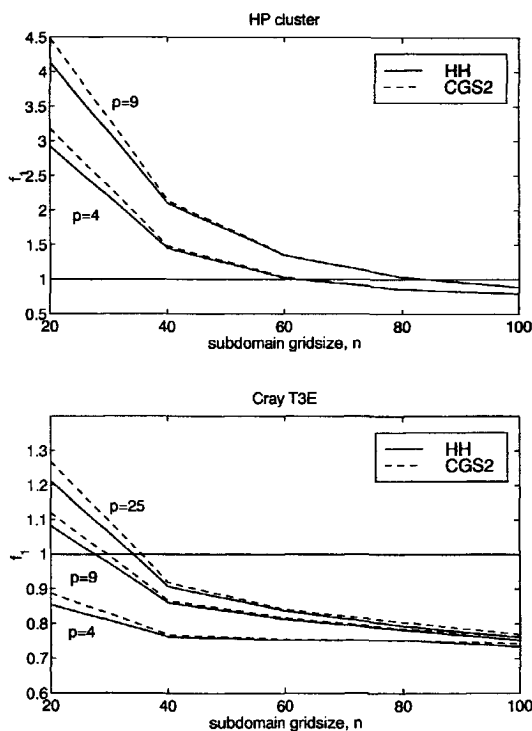 HP cluster
4.5
4
3.5
3
2.5
2
1.5
1
0.5
HH
CGS2
p=9
p=4
20
40
60
80
100
subdomain gridsize, n
Cray T3E
1.3
1.2
1.1
1
0.9
0.8
0.7
0.6
f1
HH
CGS2
p=25
p=9
p=4
20
40
60
80
100
subdomain gridsize, n